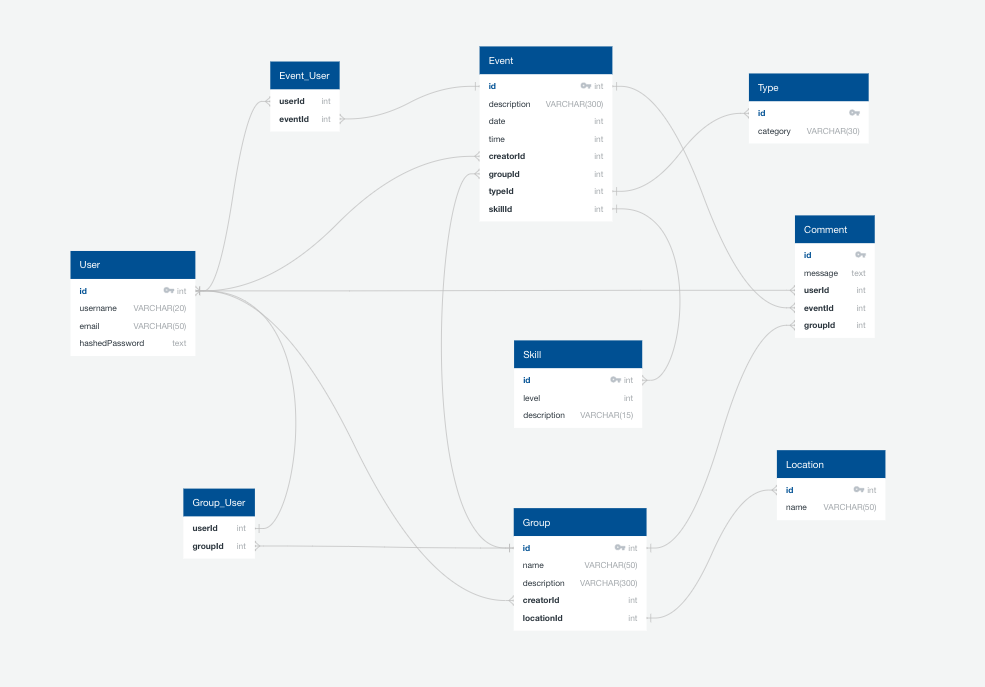 Event_User
userId int
eventId int
Event
id int
description VARCHAR(300)
date int
time int
creatorId int
groupId int
typeId int
skillId int
Type
id
category VARCHAR(30)
Comment
id
message text
userId int
eventId int
groupId int
User
id int
username VARCHAR(20)
email VARCHAR(50)
hashedPassword text
Skill
id int
level int
description VARCHAR(15)
Location
id int
name VARCHAR(50)
Group_User
userId int
groupId int
Group
id int
name VARCHAR(50)
description VARCHAR(300)
creatorId int
locationId int